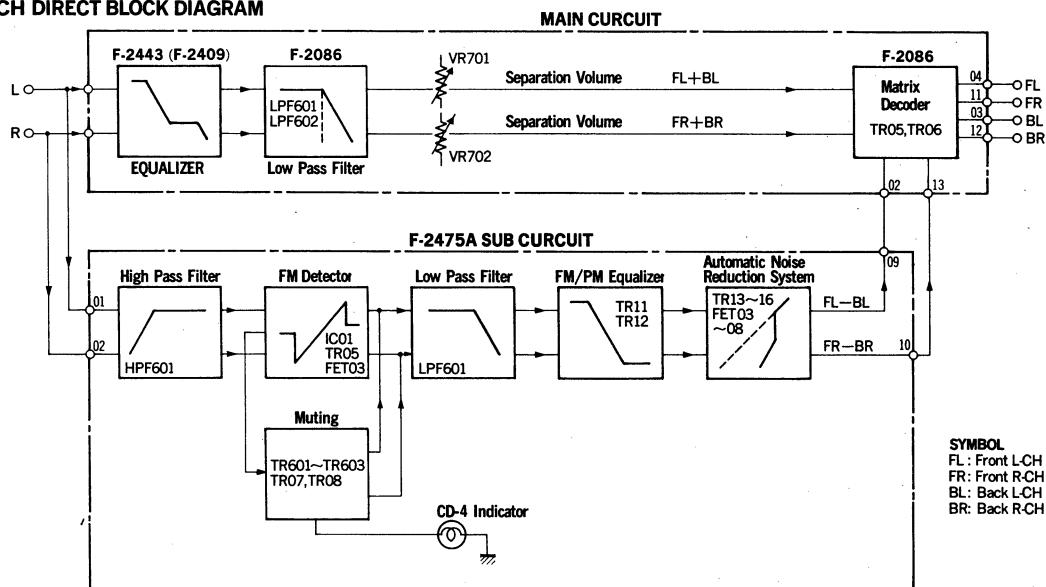 CH DIRECT BLOCK DIAGRAM
MAIN CURCUIT
F-2443 (F-2409)
F-2086
VR701
F-2086
L
R
LPF601
LPF602
Separation Volume
FL+BL
Separation Volume
FR+BR
VR702
Matrix
Decoder
TR05,TR06
04
FL
11
FR
03
BL
12
BR
EQUALIZER
Low Pass Filter
02
13
F-2475A SUB CURCUIT
09
High Pass Filter
FM Detector
Low Pass Filter
FM/PM Equalizer
Automatic Noise
Reduction System
01
02
HPF601
IC01
TR05
FET03
LPF601
TR11
TR12
TR13~16
FET03
~08
FL−BL
FR−BR
10
Muting
TR601~TR603
TR07,TR08
CD-4 Indicator
SYMBOL
FL : Front L-CH
FR: Front R-CH
BL: Back L-CH
BR: Back R-CH